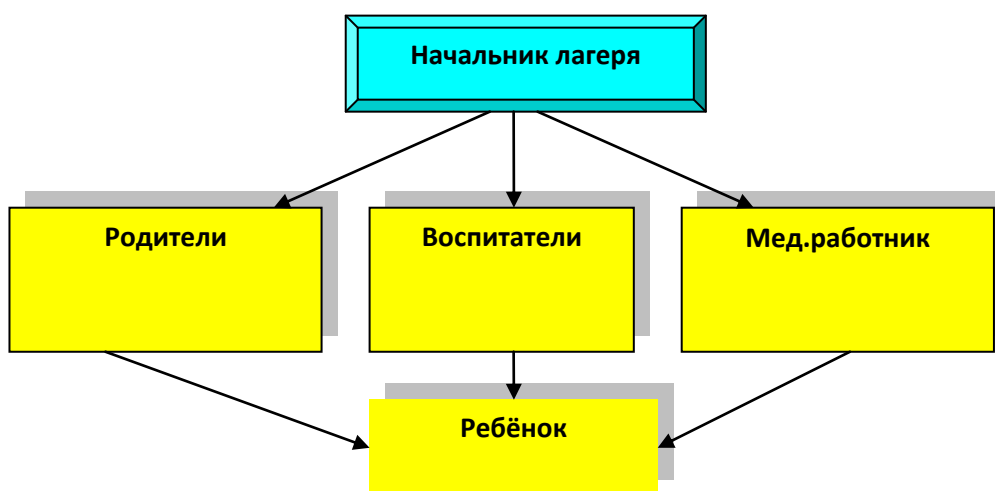 Начальник лагеря
Родители
Воспитатели
Мед.работник
Ребёнок